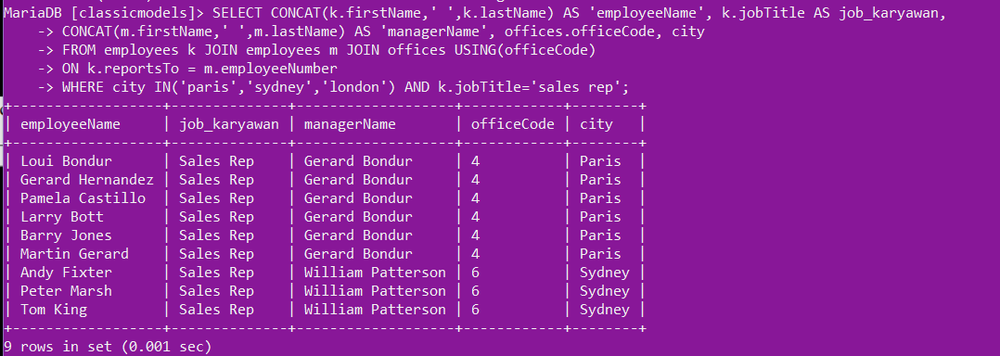 MariaDB [classicmodels]> SELECT CONCAT(k.firstName,' ',k.lastName) AS 'employeeName', k.jobTitle AS job_karyawan,
    -> CONCAT(m.firstName,' ',m.lastName) AS 'managerName', offices.officeCode, city
    -> FROM employees k JOIN employees m JOIN offices USING(officeCode)
    -> ON k.reportsTo = m.employeeNumber
    -> WHERE city IN('paris','sydney','london') AND k.jobTitle='sales rep';
+------------------+--------------+-------------------+------------+--------+
| employeeName     | job_karyawan | managerName       | officeCode | city   |
+------------------+--------------+-------------------+------------+--------+
| Loui Bondur      | Sales Rep    | Gerard Bondur     | 4          | Paris  |
| Gerard Hernandez | Sales Rep    | Gerard Bondur     | 4          | Paris  |
| Pamela Castillo  | Sales Rep    | Gerard Bondur     | 4          | Paris  |
| Larry Bott       | Sales Rep    | Gerard Bondur     | 4          | Paris  |
| Barry Jones      | Sales Rep    | Gerard Bondur     | 4          | Paris  |
| Martin Gerard    | Sales Rep    | Gerard Bondur     | 4          | Paris  |
| Andy Fixter      | Sales Rep    | William Patterson | 6          | Sydney |
| Peter Marsh      | Sales Rep    | William Patterson | 6          | Sydney |
| Tom King         | Sales Rep    | William Patterson | 6          | Sydney |
+------------------+--------------+-------------------+------------+--------+
9 rows in set (0.001 sec)